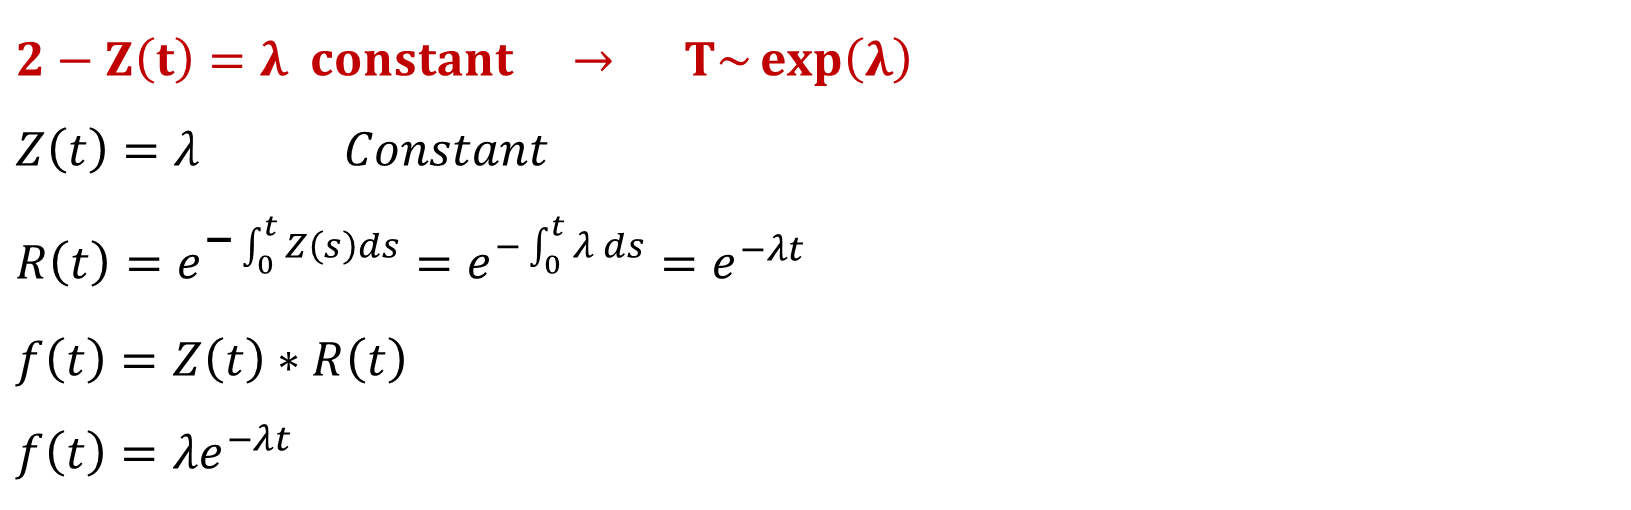 2 − Z(t) = λ constant → T~ exp(λ)
Z(t) = λ Constant
R(t) = e^{− ∫_0^t Z(s)ds} = e^{− ∫_0^t λ ds} = e^{−λt}
f(t) = Z(t) ∗ R(t)
f(t) = λe^{−λt}